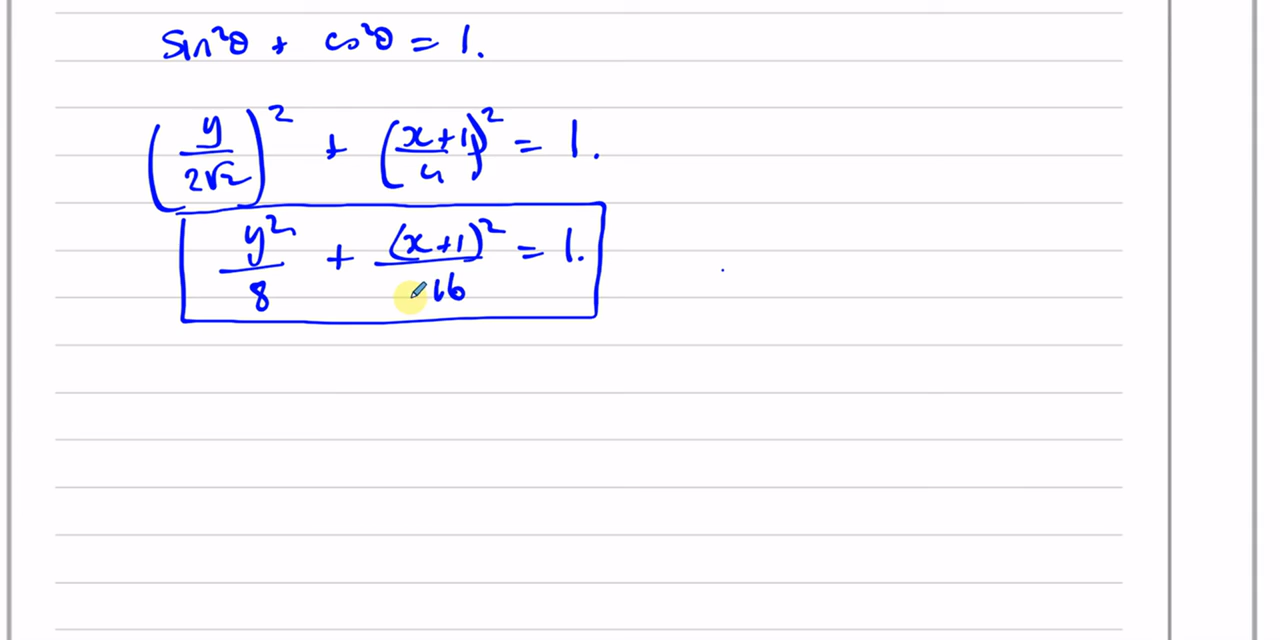 sin²θ + cos²θ = 1.
(y/2√2)² + (x+1/4)² = 1.
y²/8 + (x+1)²/16 = 1.